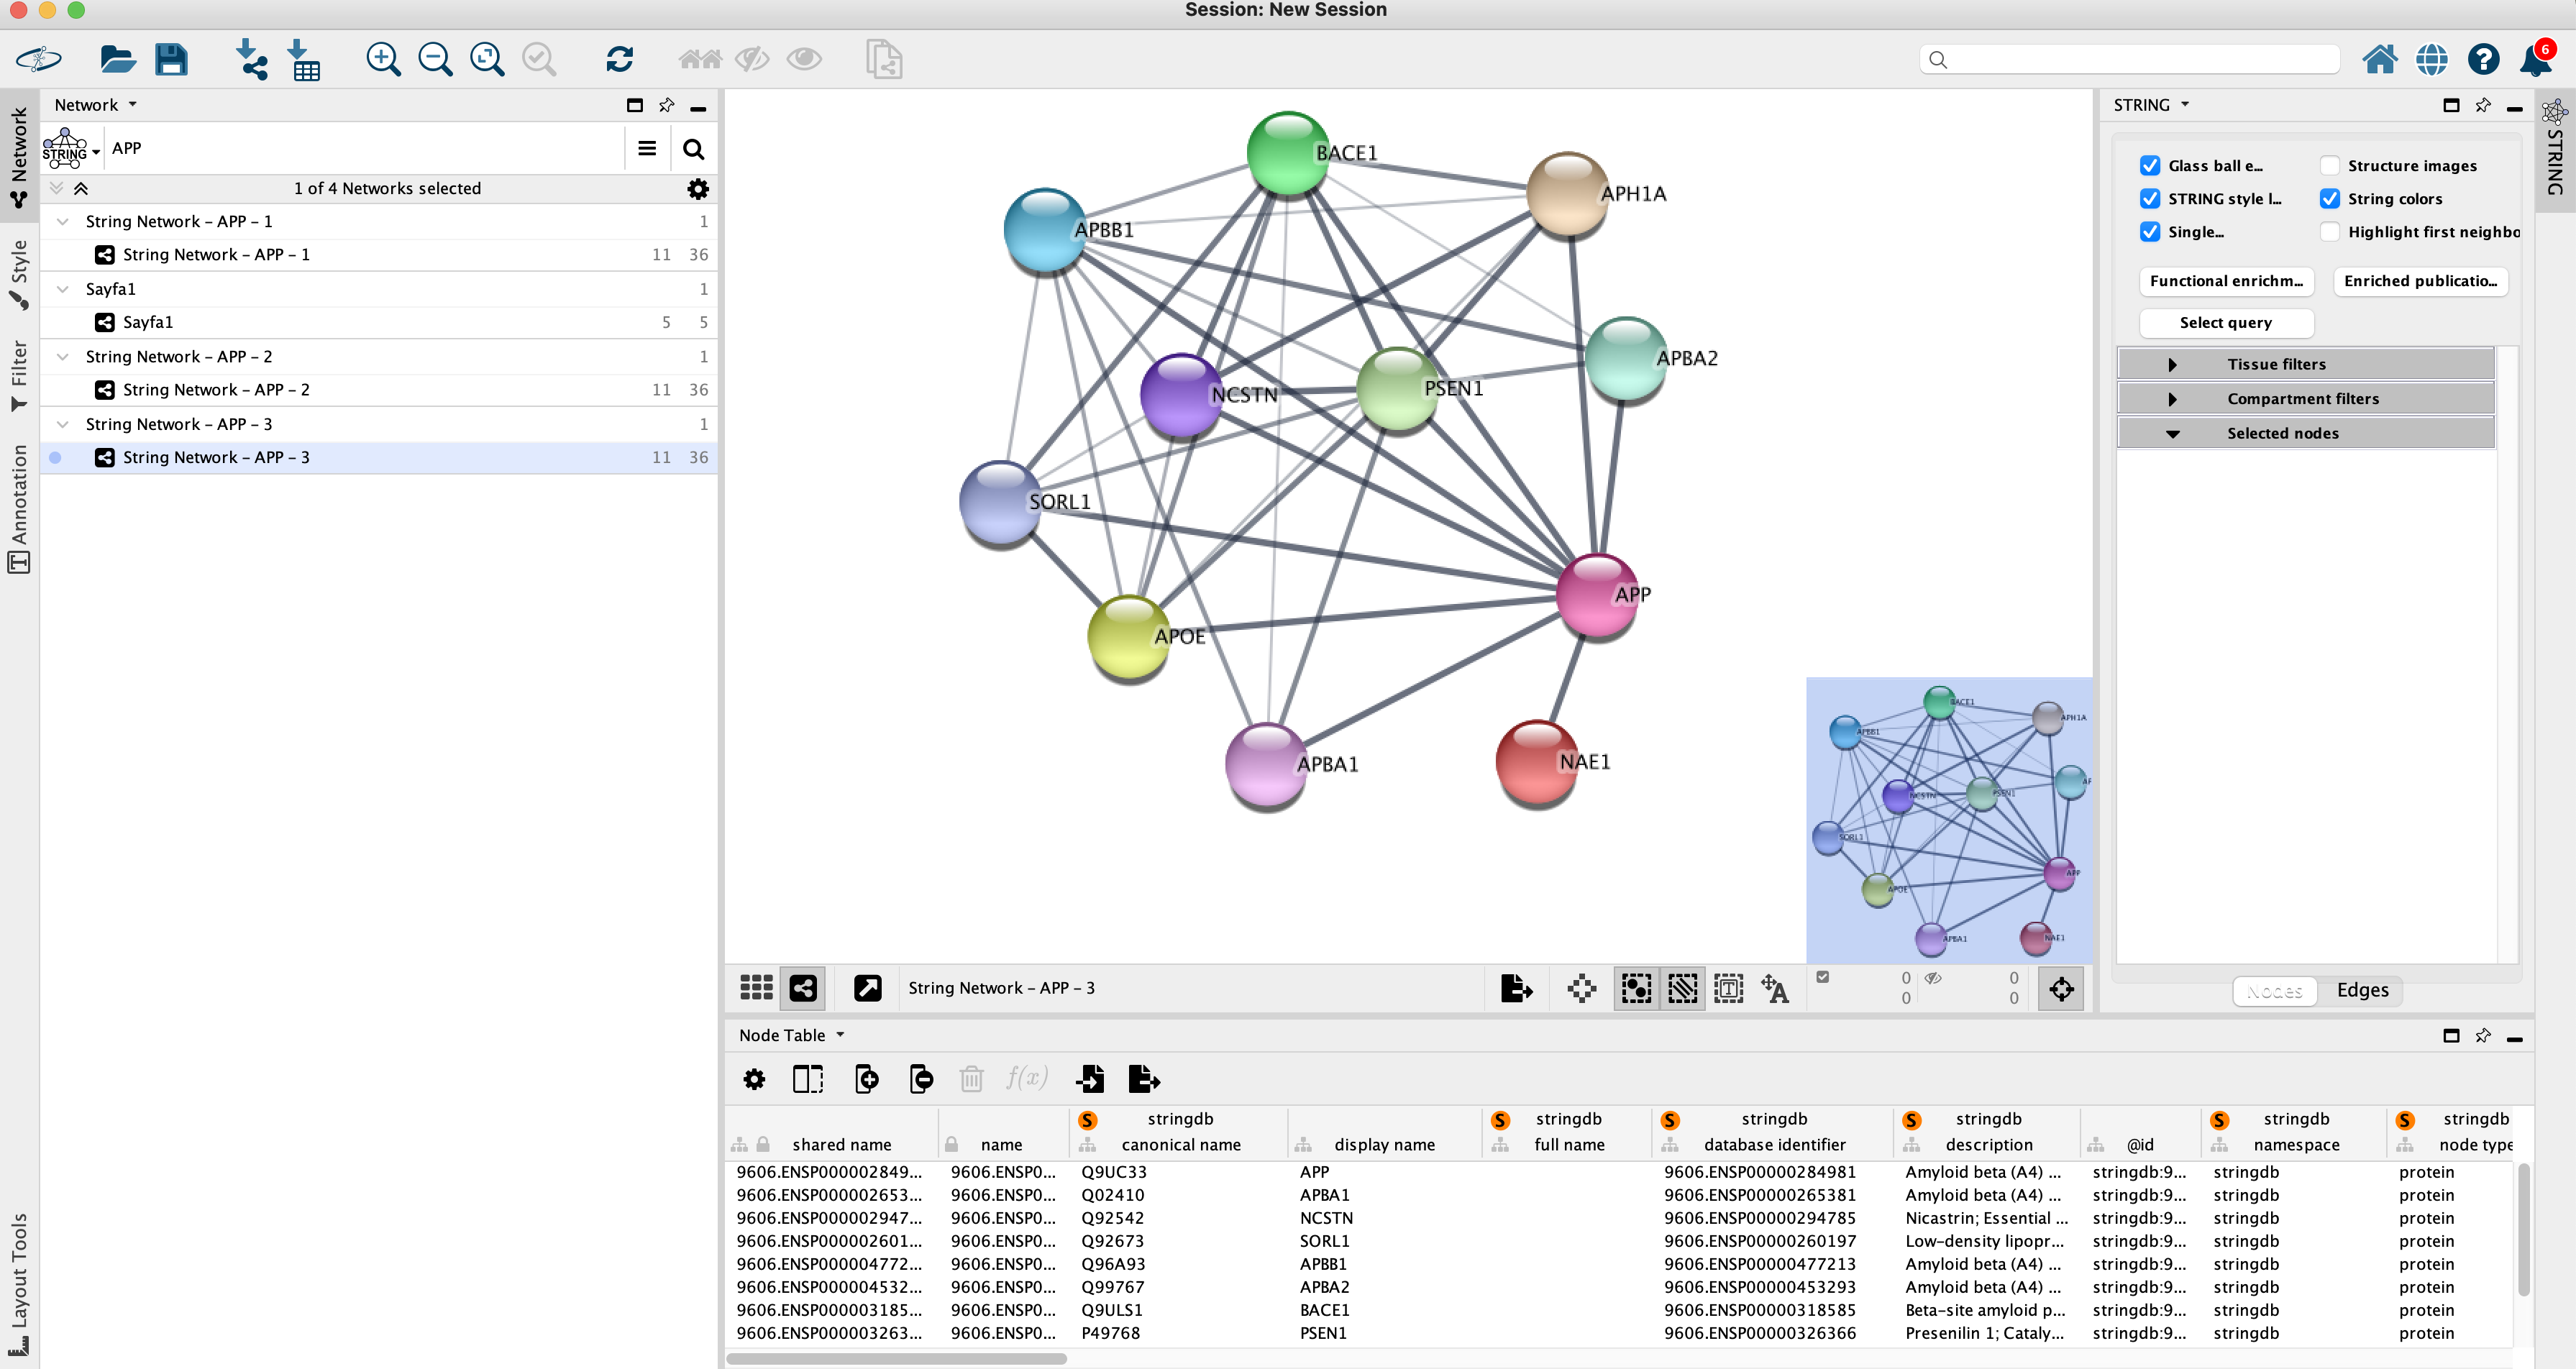 Session: New Session
6
Network
STRING
APP
1 of 4 Networks selected
String Network – APP – 1 1
String Network – APP – 1 11 36
Sayfa1 1
Sayfa1 5 5
String Network – APP – 2 1
String Network – APP – 2 11 36
String Network – APP – 3 1
String Network – APP – 3 11 36
Network
Style
Filter
Annotation
Layout Tools
BACE1
APH1A
APBB1
APBA2
NCSTN
PSEN1
SORL1
APP
APOE
APBA1
NAE1
BACE1
APH1A
APBB1
AP
NCSTN
PSEN1
SORL1
APP
APOE
APBA1
NAE1
String Network – APP – 3
0 0
0 0
STRING
Glass ball e... Structure images
STRING style l... String colors
Single... Highlight first neighbo
Functional enrichm... Enriched publicatio...
Select query
Tissue filters
Compartment filters
Selected nodes
Nodes Edges
STRING
Node Table
f(x)
S stringdb S stringdb S stringdb S stringdb S stringdb S stringdb
shared name name canonical name display name full name database identifier description @id namespace node type
9606.ENSP000002849... 9606.ENSP0... Q9UC33 APP 9606.ENSP00000284981 Amyloid beta (A4) ... stringdb:9... stringdb protein
9606.ENSP000002653... 9606.ENSP0... Q02410 APBA1 9606.ENSP00000265381 Amyloid beta (A4) ... stringdb:9... stringdb protein
9606.ENSP000002947... 9606.ENSP0... Q92542 NCSTN 9606.ENSP00000294785 Nicastrin; Essential ... stringdb:9... stringdb protein
9606.ENSP000002601... 9606.ENSP0... Q92673 SORL1 9606.ENSP00000260197 Low–density lipopr... stringdb:9... stringdb protein
9606.ENSP000004772... 9606.ENSP0... Q96A93 APBB1 9606.ENSP00000477213 Amyloid beta (A4) ... stringdb:9... stringdb protein
9606.ENSP000004532... 9606.ENSP0... Q99767 APBA2 9606.ENSP00000453293 Amyloid beta (A4) ... stringdb:9... stringdb protein
9606.ENSP000003185... 9606.ENSP0... Q9ULS1 BACE1 9606.ENSP00000318585 Beta–site amyloid p... stringdb:9... stringdb protein
9606.ENSP000003263... 9606.ENSP0... P49768 PSEN1 9606.ENSP00000326366 Presenilin 1; Cataly... stringdb:9... stringdb protein